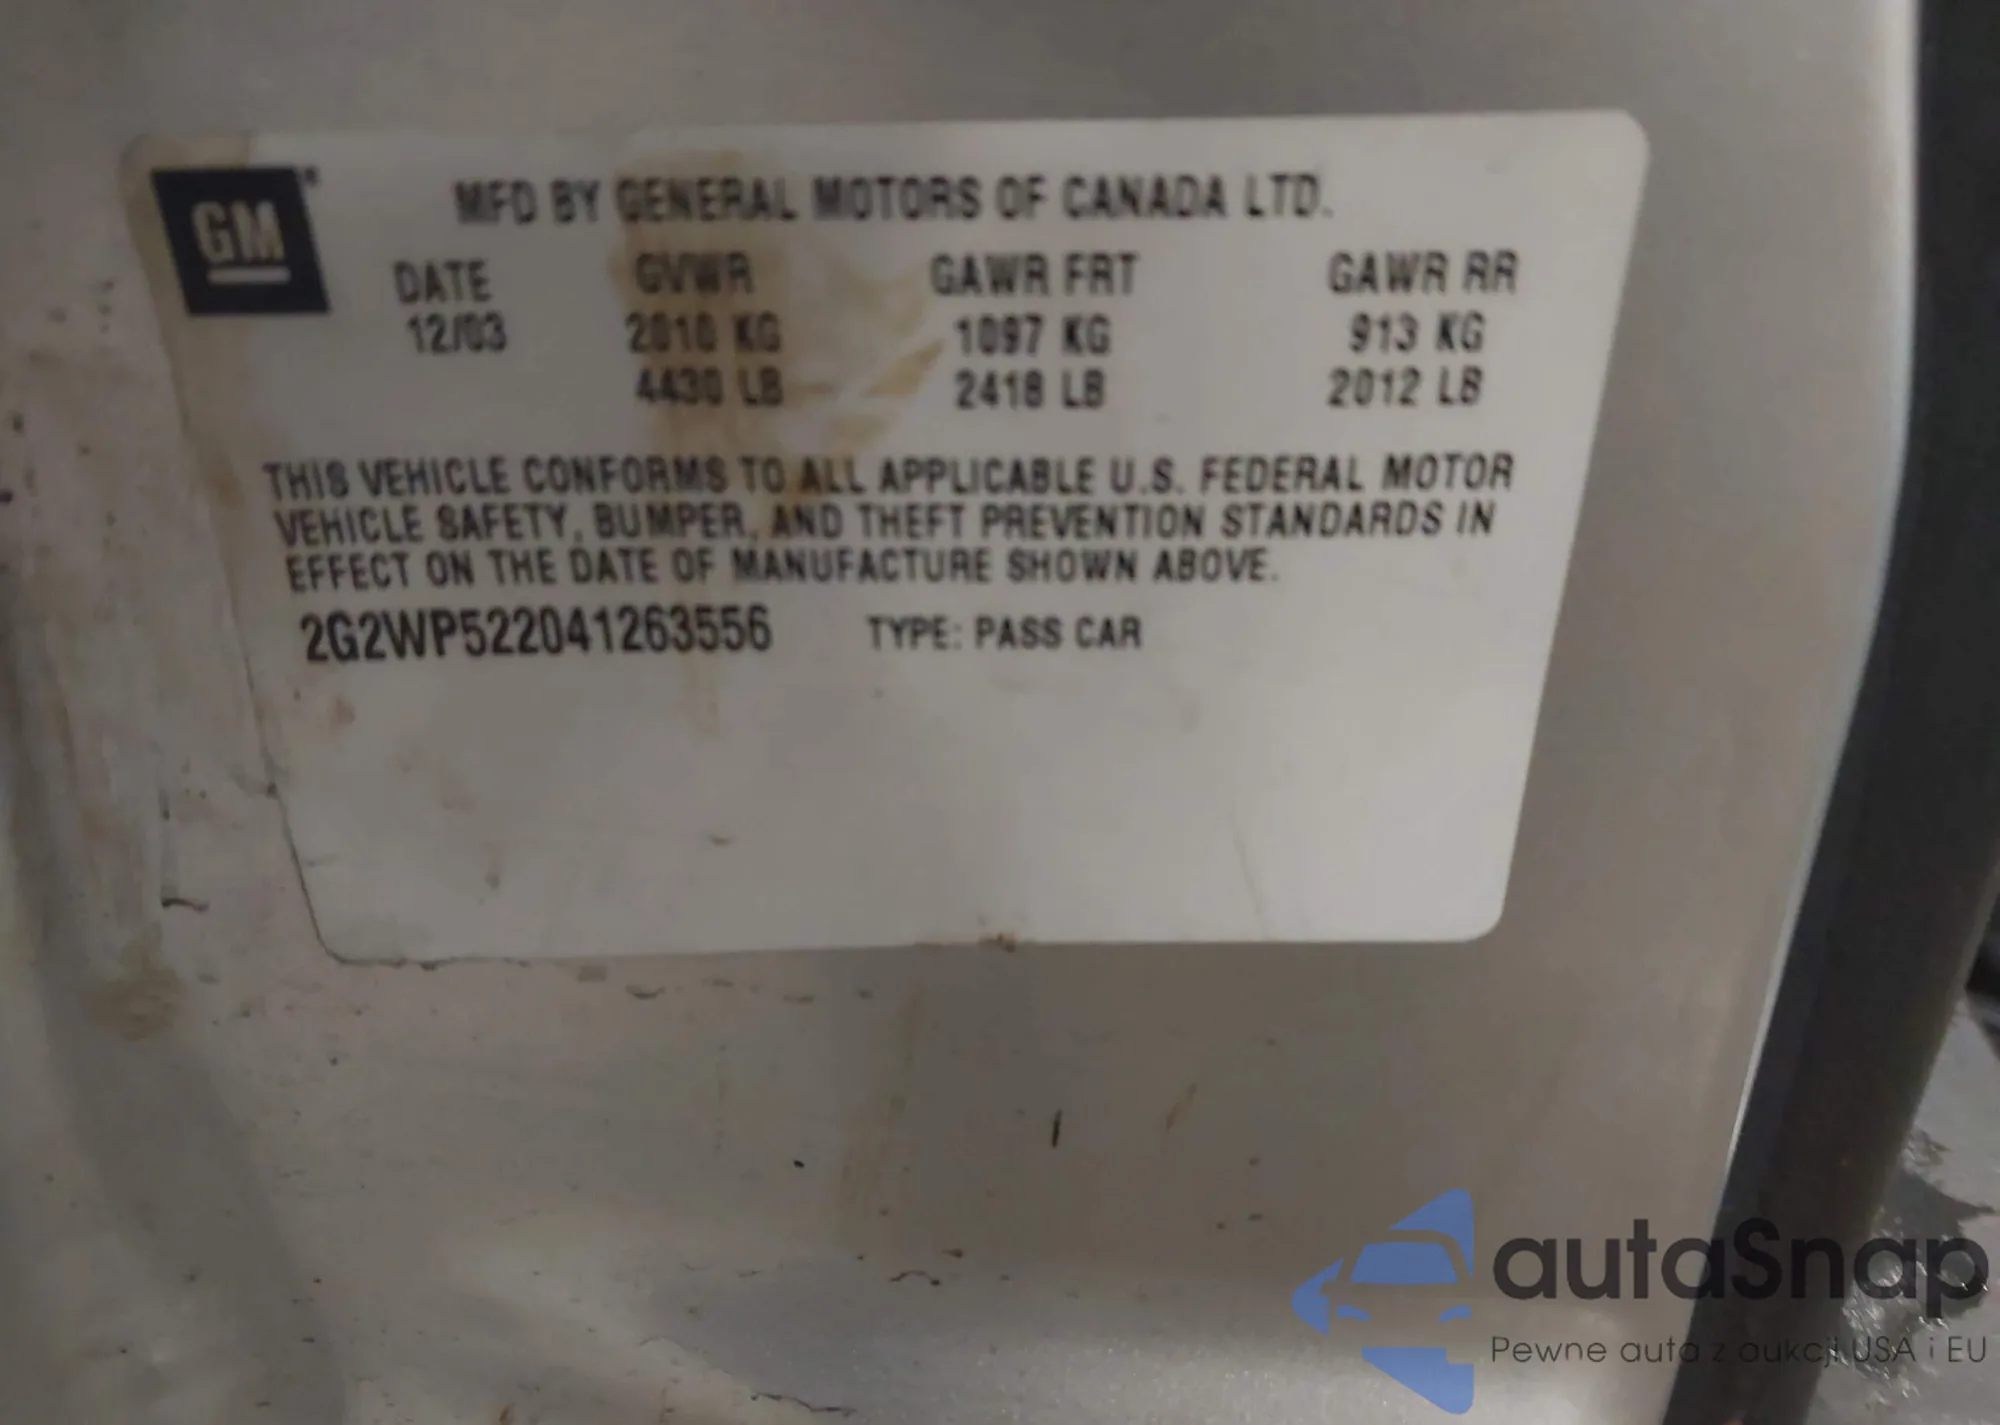 GM
MFD BY GENERAL MOTORS OF CANADA LTD.
DATE GVWR GAWR FRT GAWR RR
12/03 2010 KG 1097 KG 913 KG
4430 LB 2418 LB 2012 LB
THIS VEHICLE CONFORMS TO ALL APPLICABLE U.S. FEDERAL MOTOR
VEHICLE SAFETY, BUMPER, AND THEFT PREVENTION STANDARDS IN
EFFECT ON THE DATE OF MANUFACTURE SHOWN ABOVE.
2G2WP522041263556 TYPE: PASS CAR
autaSnap
Pewne auta z aukcji USA i EU